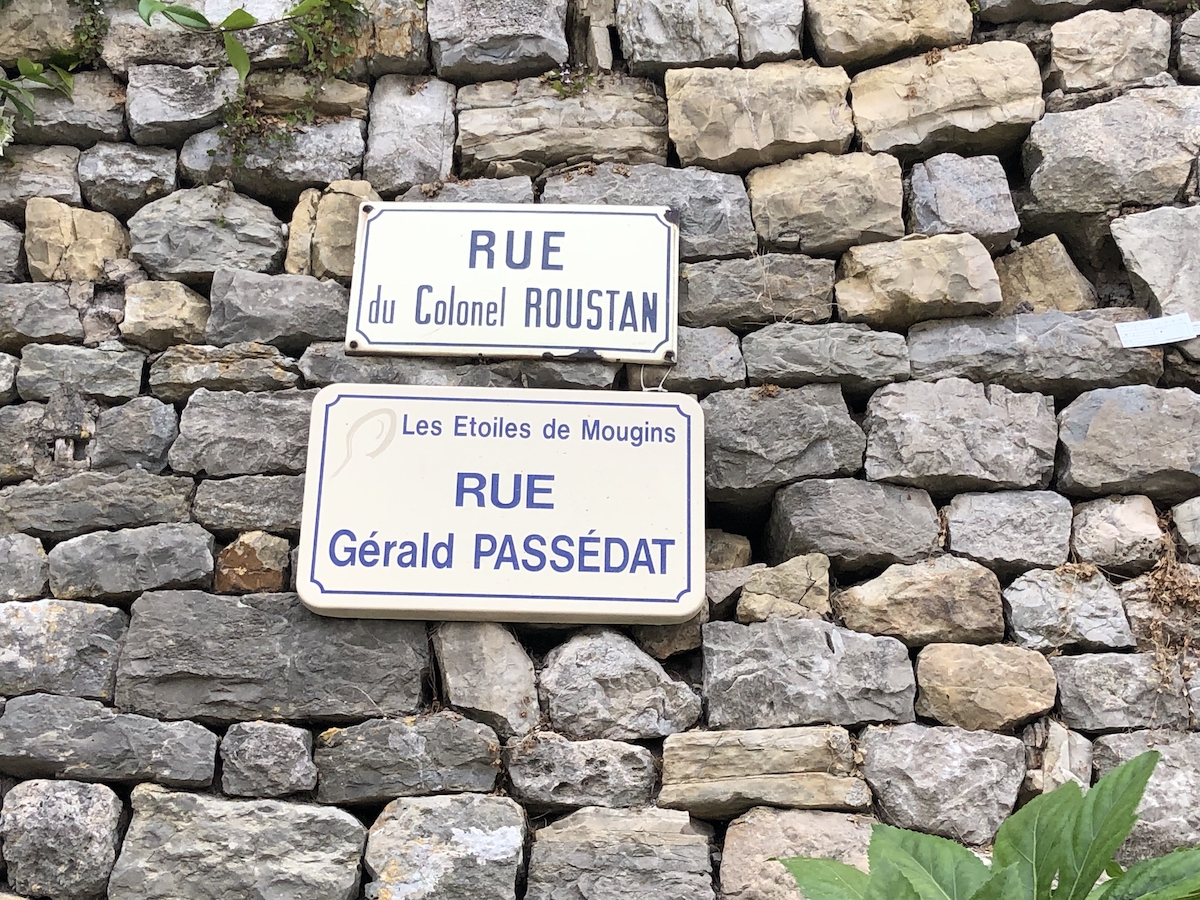 RUE
du Colonel ROUSTAN
Les Etoiles de Mougins
RUE
Gérald PASSÉDAT